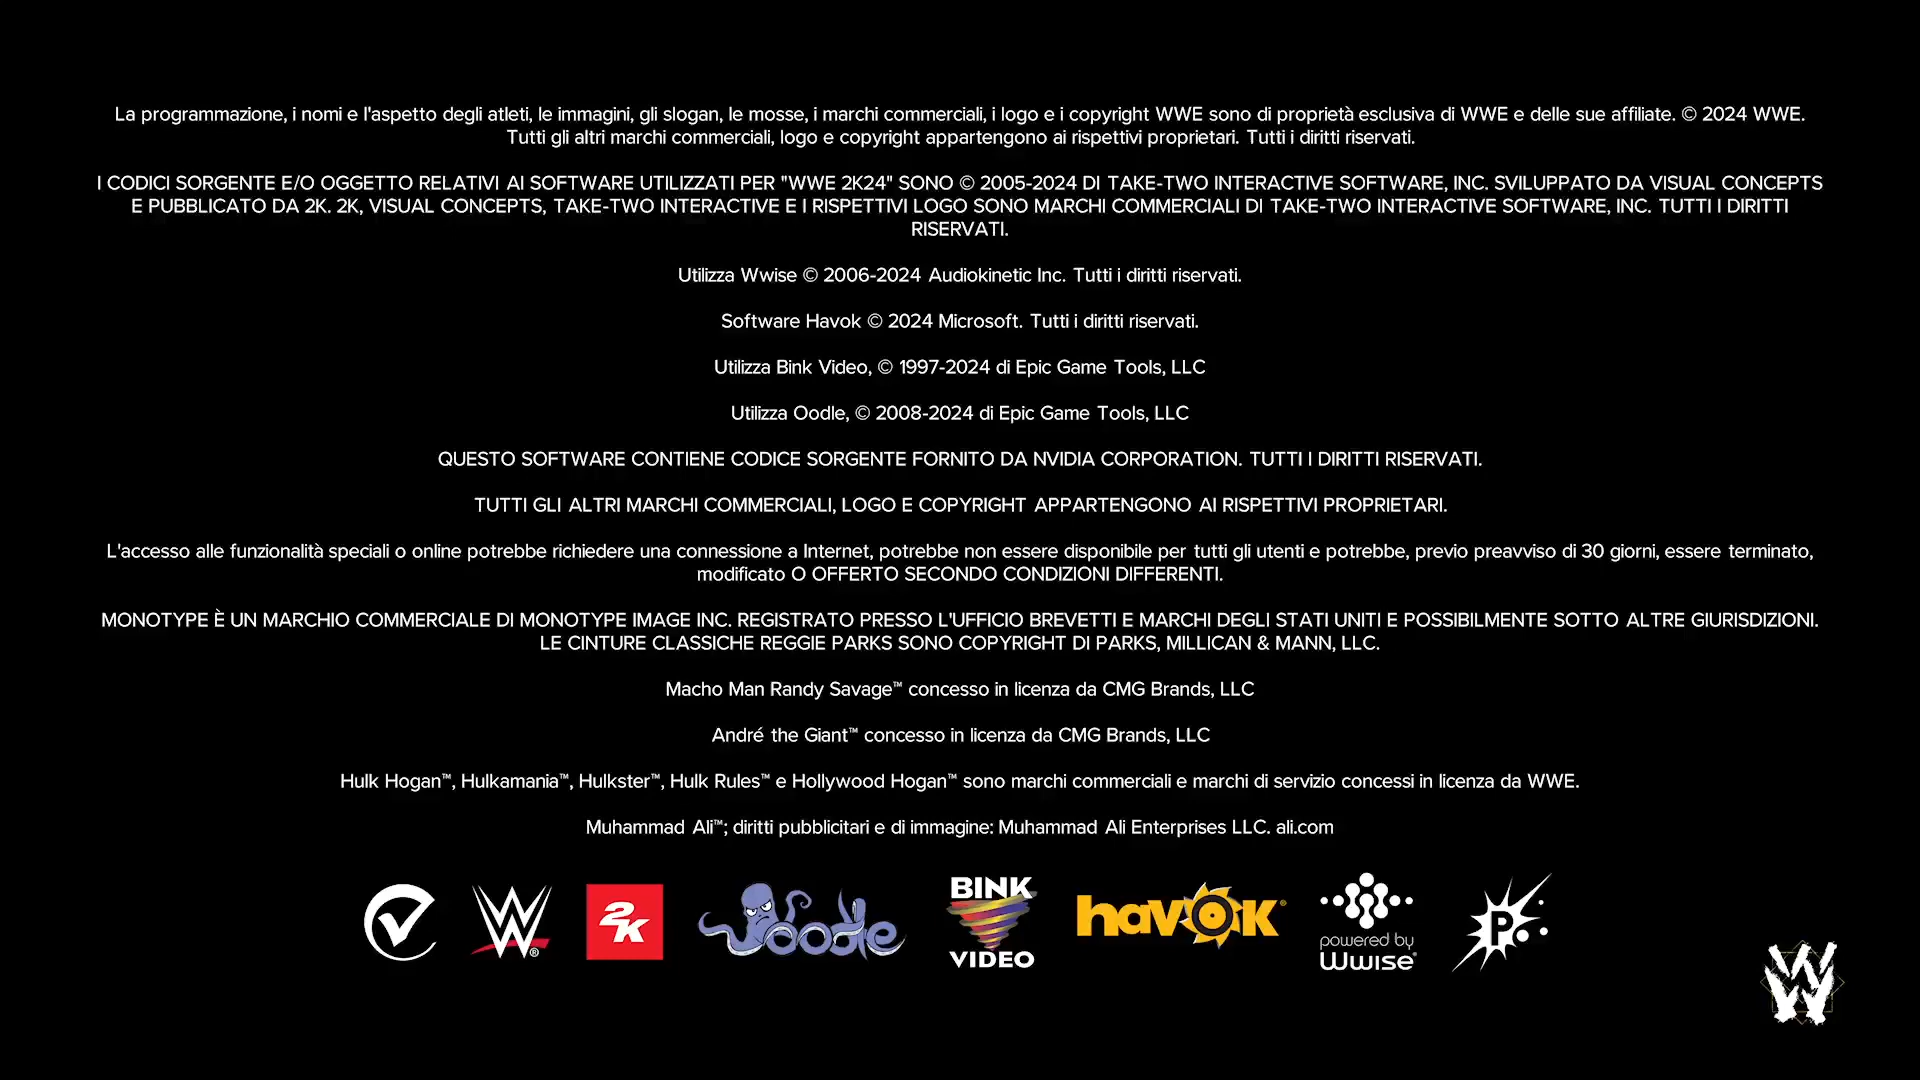 La programmazione, i nomi e l'aspetto degli atleti, le immagini, gli slogan, le mosse, i marchi commerciali, i logo e i copyright WWE sono di proprietà esclusiva di WWE e delle sue affiliate. © 2024 WWE.
Tutti gli altri marchi commerciali, logo e copyright appartengono ai rispettivi proprietari. Tutti i diritti riservati.
I CODICI SORGENTE E/O OGGETTO RELATIVI AI SOFTWARE UTILIZZATI PER "WWE 2K24" SONO © 2005-2024 DI TAKE-TWO INTERACTIVE SOFTWARE, INC. SVILUPPATO DA VISUAL CONCEPTS
E PUBBLICATO DA 2K. 2K, VISUAL CONCEPTS, TAKE-TWO INTERACTIVE E I RISPETTIVI LOGO SONO MARCHI COMMERCIALI DI TAKE-TWO INTERACTIVE SOFTWARE, INC. TUTTI I DIRITTI
RISERVATI.
Utilizza Wwise © 2006-2024 Audiokinetic Inc. Tutti i diritti riservati.
Software Havok © 2024 Microsoft. Tutti i diritti riservati.
Utilizza Bink Video, © 1997-2024 di Epic Game Tools, LLC
Utilizza Oodle, © 2008-2024 di Epic Game Tools, LLC
QUESTO SOFTWARE CONTIENE CODICE SORGENTE FORNITO DA NVIDIA CORPORATION. TUTTI I DIRITTI RISERVATI.
TUTTI GLI ALTRI MARCHI COMMERCIALI, LOGO E COPYRIGHT APPARTENGONO AI RISPETTIVI PROPRIETARI.
L'accesso alle funzionalità speciali o online potrebbe richiedere una connessione a Internet, potrebbe non essere disponibile per tutti gli utenti e potrebbe, previo preavviso di 30 giorni, essere terminato,
modificato O OFFERTO SECONDO CONDIZIONI DIFFERENTI.
MONOTYPE È UN MARCHIO COMMERCIALE DI MONOTYPE IMAGE INC. REGISTRATO PRESSO L'UFFICIO BREVETTI E MARCHI DEGLI STATI UNITI E POSSIBILMENTE SOTTO ALTRE GIURISDIZIONI.
LE CINTURE CLASSICHE REGGIE PARKS SONO COPYRIGHT DI PARKS, MILLICAN & MANN, LLC.
Macho Man Randy Savage™ concesso in licenza da CMG Brands, LLC
André the Giant™ concesso in licenza da CMG Brands, LLC
Hulk Hogan™, Hulkamania™, Hulkster™, Hulk Rules™ e Hollywood Hogan™ sono marchi commerciali e marchi di servizio concessi in licenza da WWE.
Muhammad Ali™; diritti pubblicitari e di immagine: Muhammad Ali Enterprises LLC. ali.com
W®
2K
oodle
BINK
VIDEO
havok®
powered by
wwise®
P
W